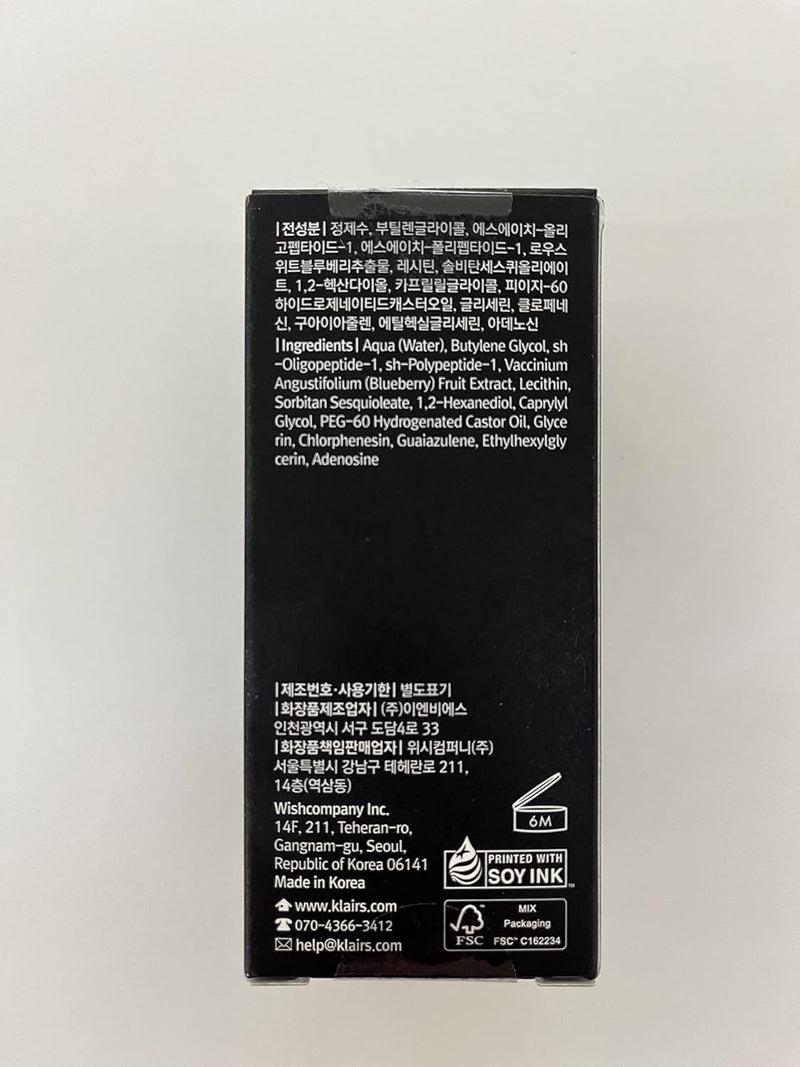 |전성분| 정제수, 부틸렌글라이콜, 에스에이치-올리
고펩타이드-1, 에스에이치-폴리펩타이드-1, 로우스
위트블루베리추출물, 레시틴, 솔비탄세스퀴올리에이
트, 1,2-헥산다이올, 카프릴릴글라이콜, 피이지-60
하이드로제네이티드캐스터오일, 글리세린, 클로페네
신, 구아이아줄렌, 에틸헥실글리세린, 아데노신
|Ingredients| Aqua (Water), Butylene Glycol, sh
-Oligopeptide-1, sh-Polypeptide-1, Vaccinium
Angustifolium (Blueberry) Fruit Extract, Lecithin,
Sorbitan Sesquioleate, 1,2-Hexanediol, Caprylyl
Glycol, PEG-60 Hydrogenated Castor Oil, Glyce
rin, Chlorphenesin, Guaiazulene, Ethylhexylgly
cerin, Adenosine
|제조번호·사용기한| 별도표기
|화장품제조업자| (주)이엔비에스
인천광역시 서구 도담4로 33
|화장품책임판매업자| 위시컴퍼니(주)
서울특별시 강남구 테헤란로 211,
14층(역삼동)
Wishcompany Inc.
14F, 211, Teheran-ro,
Gangnam-gu, Seoul,
Republic of Korea 06141
Made in Korea
www.klairs.com
070-4366-3412
help@klairs.com
6M
PRINTED WITH
SOY INK™
FSC™
MIX
Packaging
FSC™ C162234